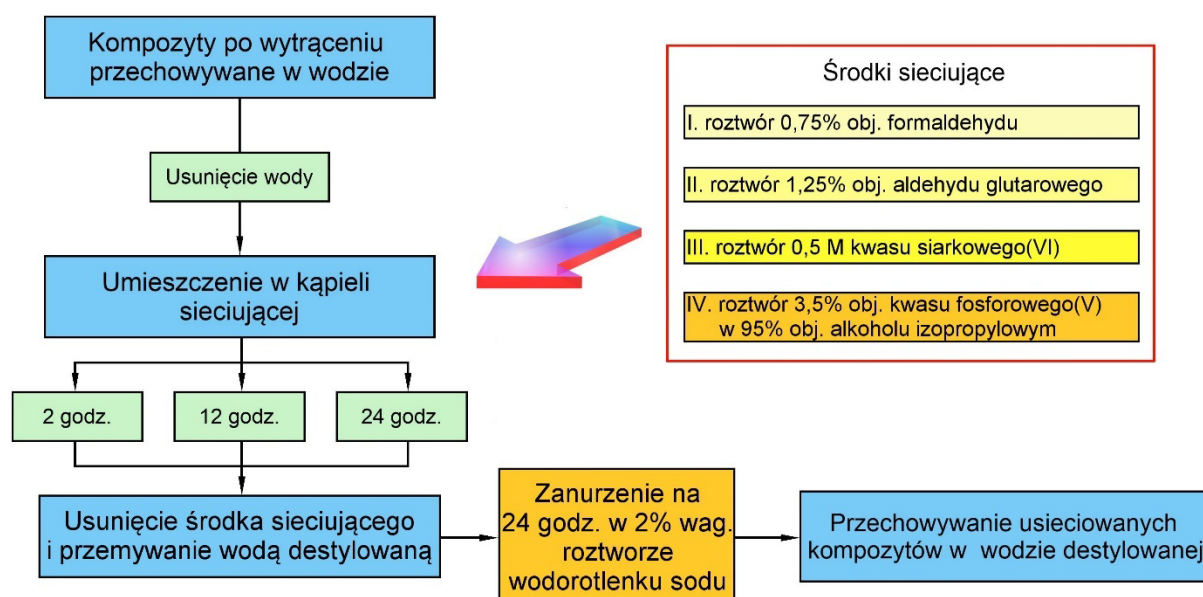 Kompozyty po wytrąceniu
przechowywane w wodzie
Usunięcie wody
Umieszczenie w kąpieli
sieciującej
2 godz.
12 godz.
24 godz.
Usunięcie środka sieciującego
i przemywanie wodą destylowaną
Zanurzenie na
24 godz. w 2% wag.
roztworze
wodorotlenku sodu
Przechowywanie usieciowanych
kompozytów w wodzie destylowanej
Środki sieciujące
I. roztwór 0,75% obj. formaldehydu
II. roztwór 1,25% obj. aldehydu glutarowego
III. roztwór 0,5 M kwasu siarkowego(VI)
IV. roztwór 3,5% obj. kwasu fosforowego(V)
w 95% obj. alkoholu izopropylowym